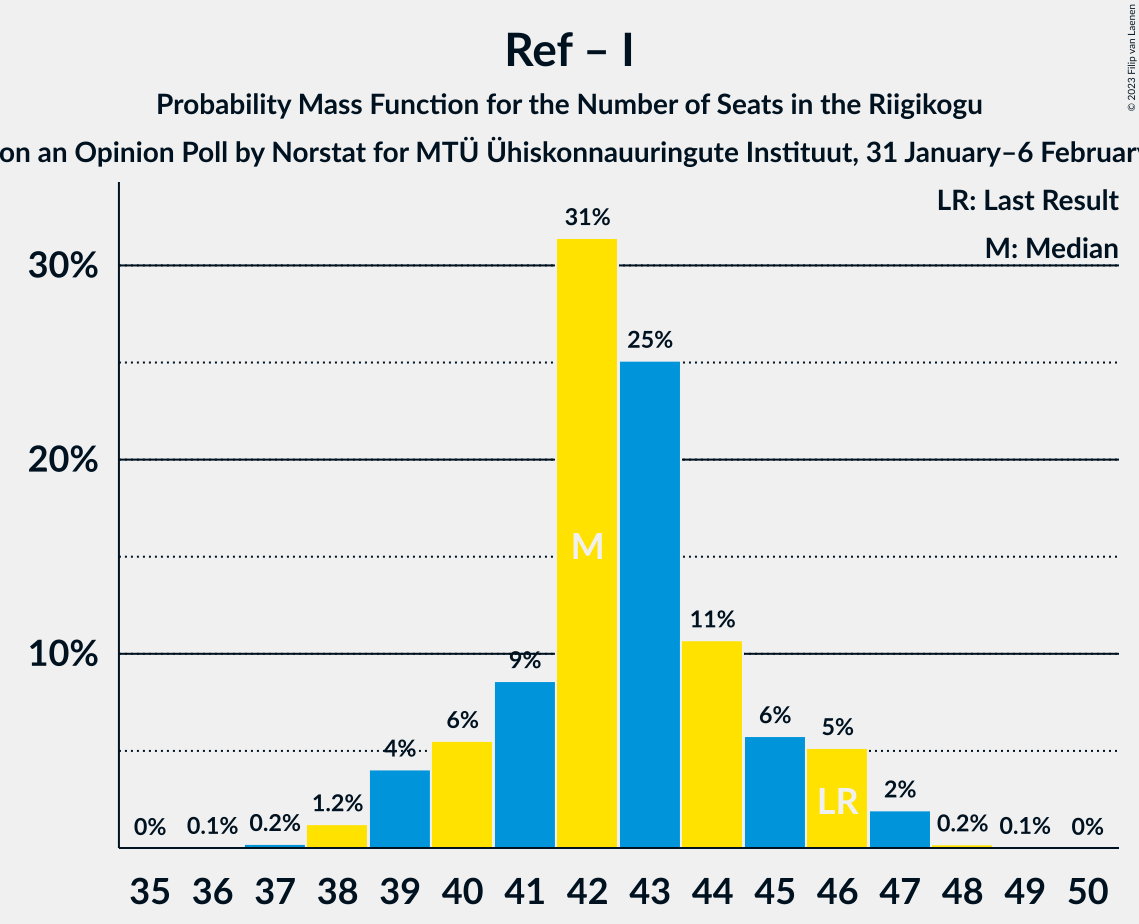 Ref – I
Probability Mass Function for the Number of Seats in the Riigikogu
on an Opinion Poll by Norstat for MTÜ Ühiskonnauuringute Instituut, 31 January–6 February
© 2023 Filip van Laenen
LR: Last Result
M: Median
30%
20%
10%
0% 0.1% 0.2% 1.2% 4% 6% 9% 31% 25% 11% 6% 5% 2% 0.2% 0.1% 0%
M
LR
35 36 37 38 39 40 41 42 43 44 45 46 47 48 49 50